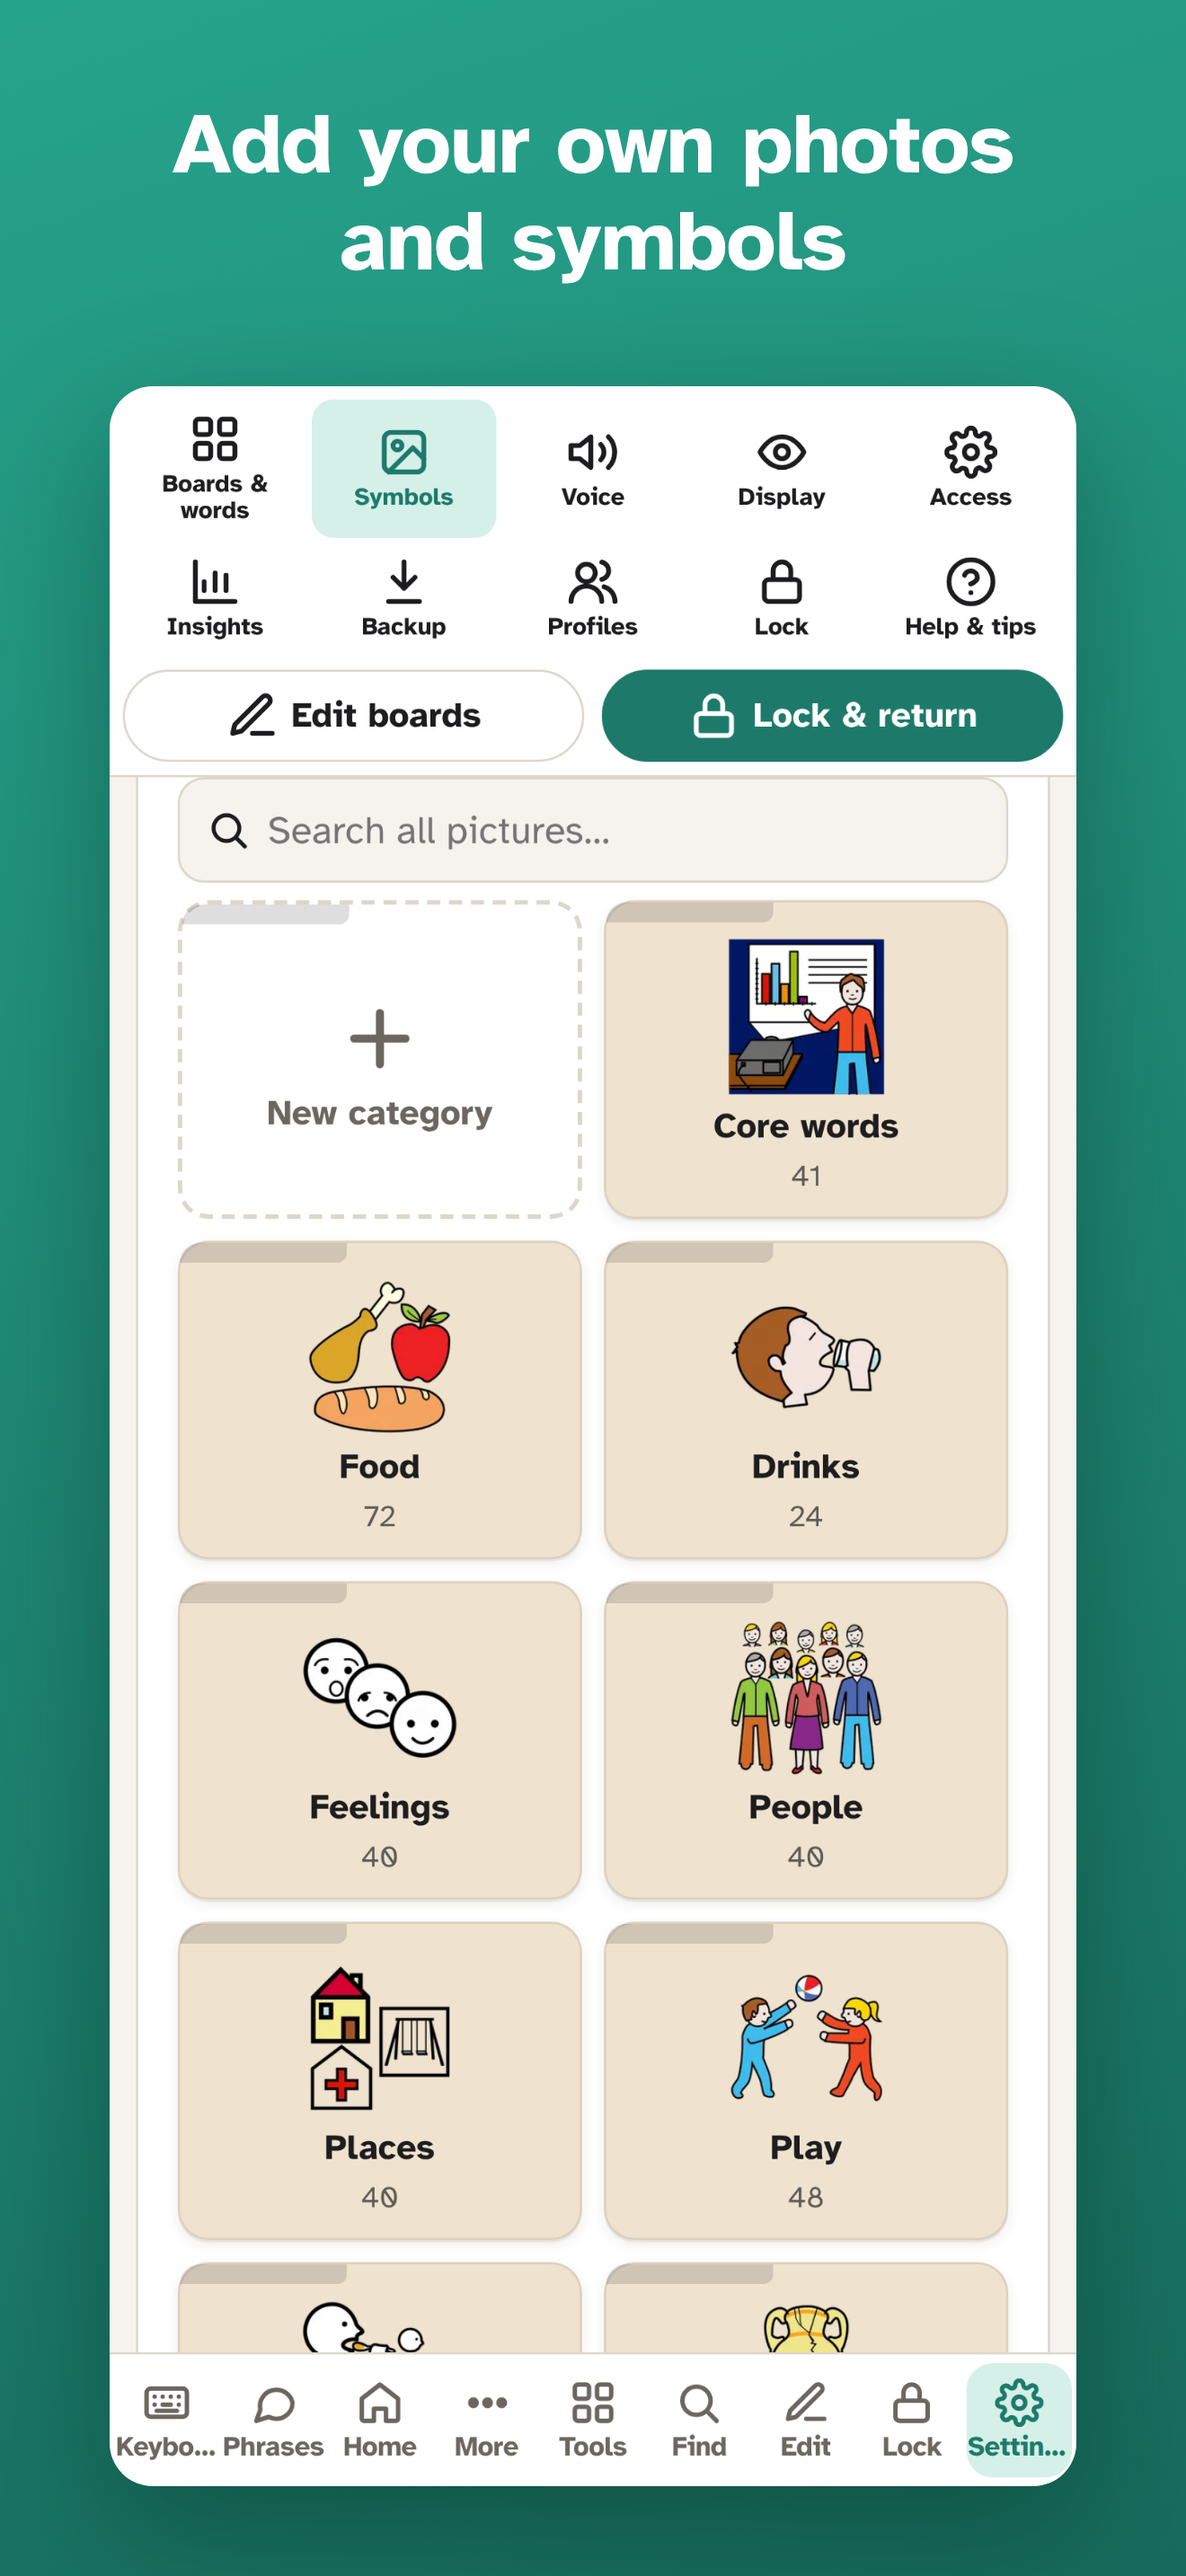 Add your own photos
and symbols
Boards &
words
Symbols
Voice
Display
Access
Insights
Backup
Profiles
Lock
Help & tips
Edit boards
Lock & return
Search all pictures...
New category
Core words
41
Food
72
Drinks
24
Feelings
40
People
40
Places
40
Play
48
Keybo...
Phrases
Home
More
Tools
Find
Edit
Lock
Settin...